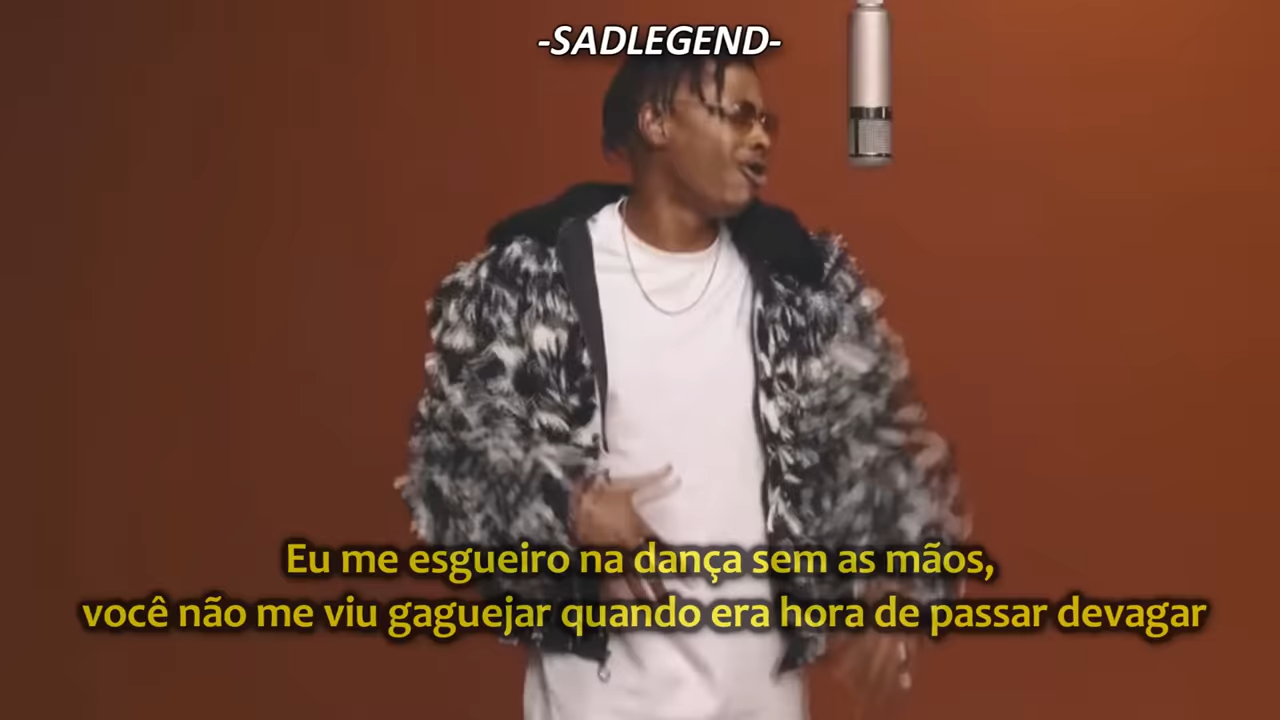 -SADLEGEND-
Eu me esgueiro na dança sem as mãos,
você não me viu gaguejar quando era hora de passar devagar